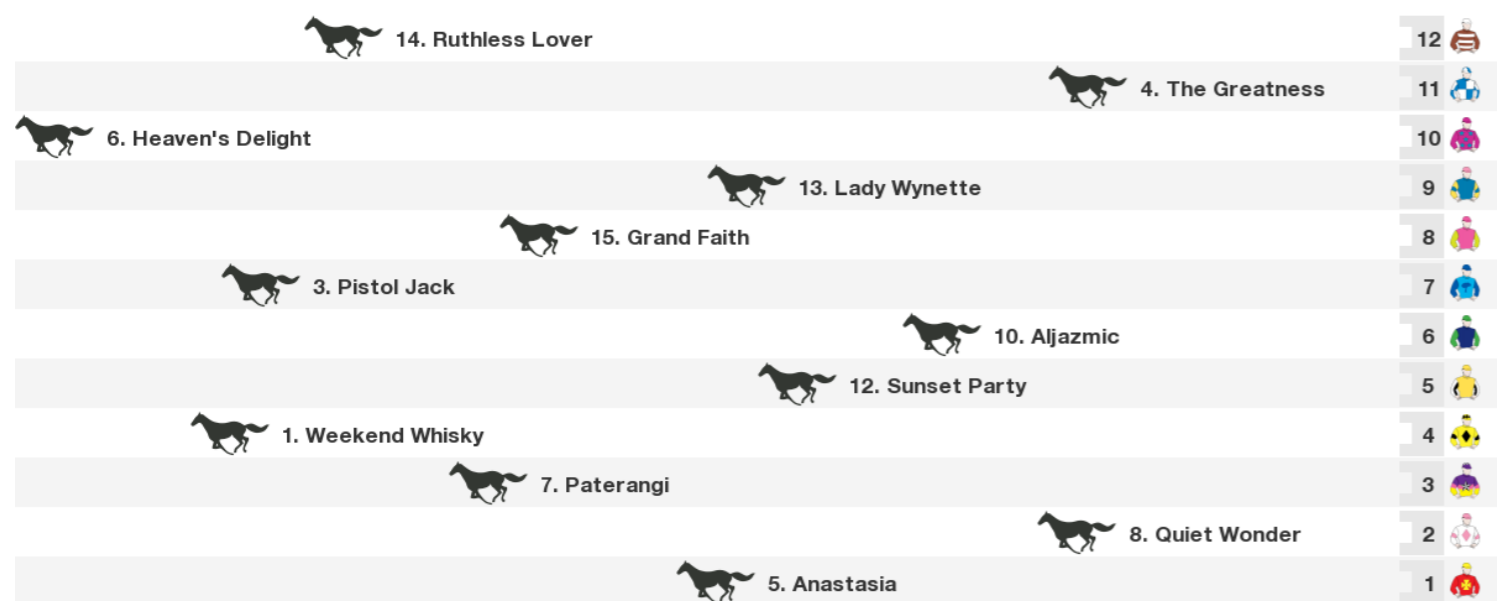 14. Ruthless Lover 12
4. The Greatness 11
6. Heaven's Delight 10
13. Lady Wynette 9
15. Grand Faith 8
3. Pistol Jack 7
10. Aljazmic 6
12. Sunset Party 5
1. Weekend Whisky 4
7. Paterangi 3
8. Quiet Wonder 2
5. Anastasia 1